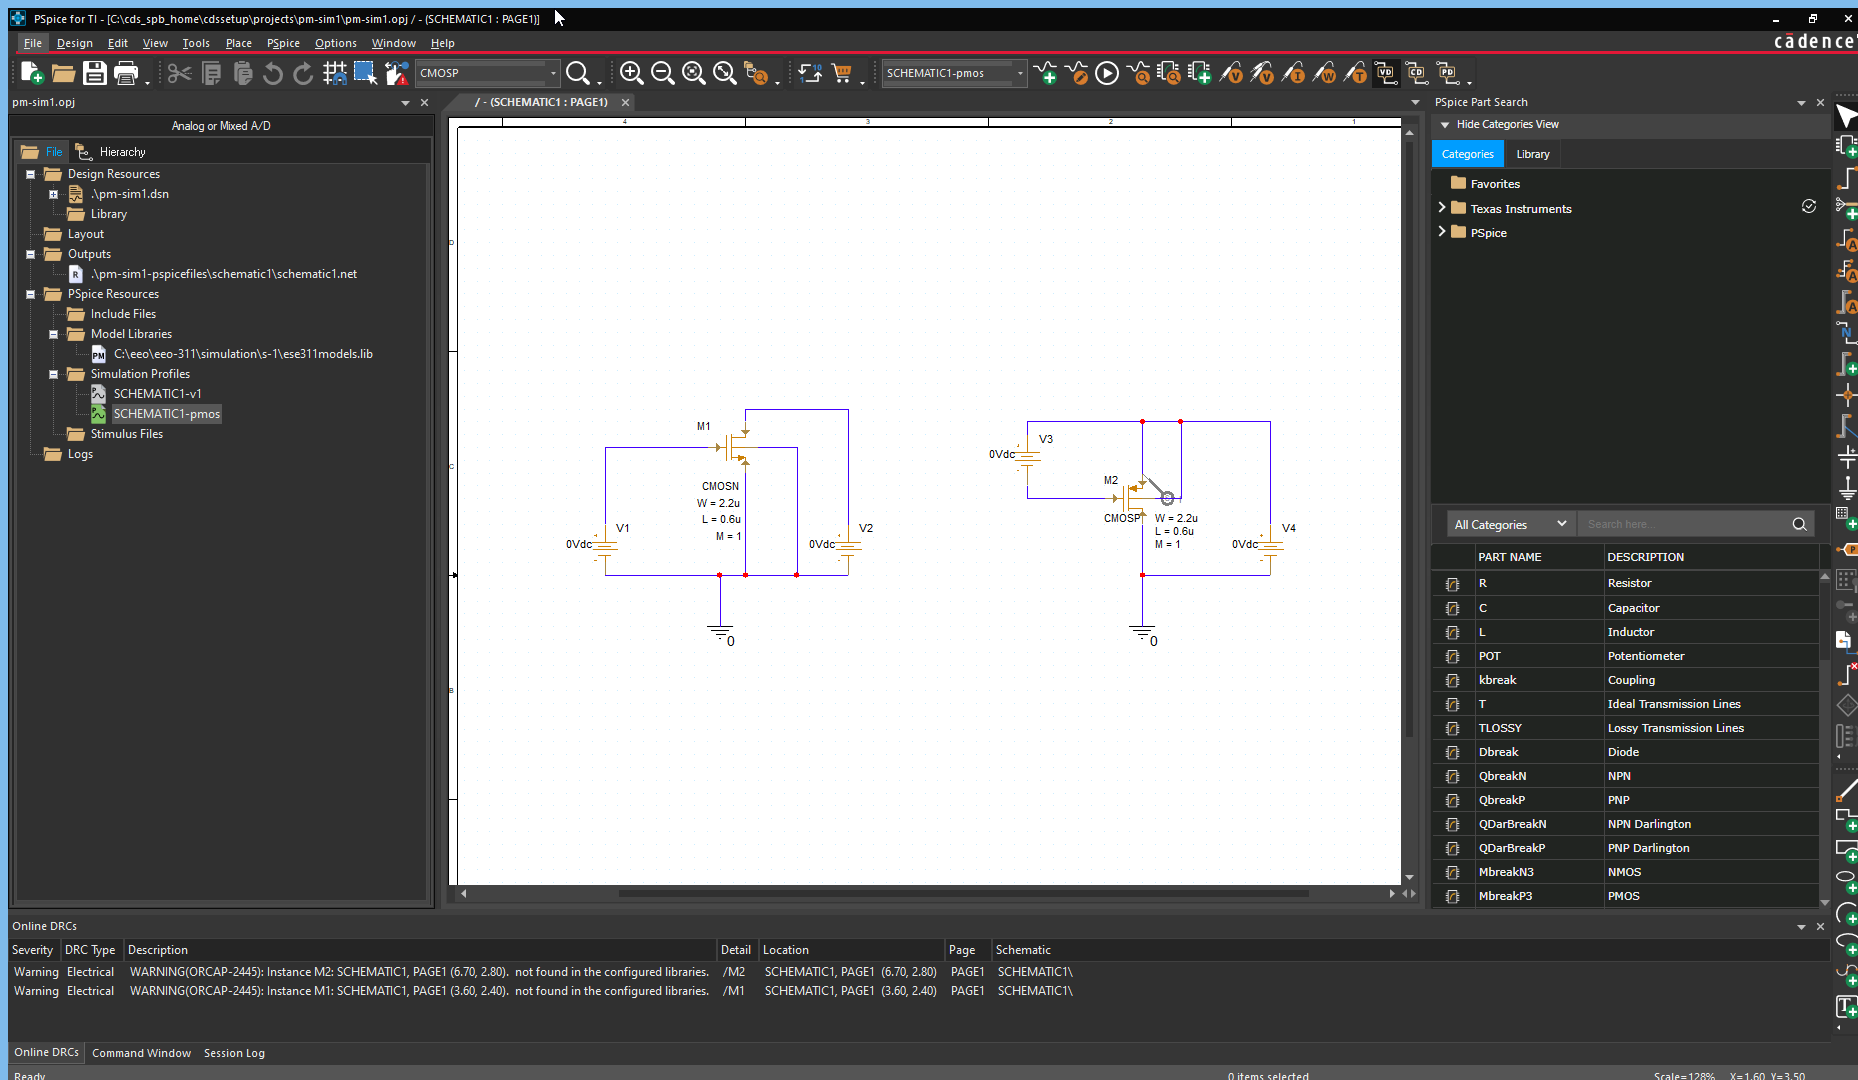 PSpice for TI - [C:\cds_spb_home\cdssetup\projects\pm-sim1\pm-sim1.opj / - (SCHEMATIC1 : PAGE1)]
File Design Edit View Tools Place PSpice Options Window Help
cādence
CMOSP
SCHEMATIC1-pmos
pm-sim1.opj
/ - (SCHEMATIC1 : PAGE1)
PSpice Part Search
Analog or Mixed A/D
File
Hierarchy
Design Resources
.\pm-sim1.dsn
Library
Layout
Outputs
.\pm-sim1-pspicefiles\schematic1\schematic1.net
PSpice Resources
Include Files
Model Libraries
C:\eeo\eeo-311\simulation\s-1\ese311models.lib
Simulation Profiles
SCHEMATIC1-v1
SCHEMATIC1-pmos
Stimulus Files
Logs
4 3 2 1
D
C
B
M1
CMOSN
W = 2.2u
L = 0.6u
M = 1
V1
0Vdc
V2
0Vdc
0
V3
0Vdc
M2
CMOSP
W = 2.2u
L = 0.6u
M = 1
V4
0Vdc
0
Hide Categories View
Categories
Library
Favorites
Texas Instruments
PSpice
All Categories
Search here...
PART NAME DESCRIPTION
R Resistor
C Capacitor
L Inductor
POT Potentiometer
kbreak Coupling
T Ideal Transmission Lines
TLOSSY Lossy Transmission Lines
Dbreak Diode
QbreakN NPN
QbreakP PNP
QDarBreakN NPN Darlington
QDarBreakP PNP Darlington
MbreakN3 NMOS
MbreakP3 PMOS
Online DRCs
Severity DRC Type Description Detail Location Page Schematic
Warning Electrical WARNING(ORCAP-2445): Instance M2: SCHEMATIC1, PAGE1 (6.70, 2.80). not found in the configured libraries. /M2 SCHEMATIC1, PAGE1 (6.70, 2.80) PAGE1 SCHEMATIC1\
Warning Electrical WARNING(ORCAP-2445): Instance M1: SCHEMATIC1, PAGE1 (3.60, 2.40). not found in the configured libraries. /M1 SCHEMATIC1, PAGE1 (3.60, 2.40) PAGE1 SCHEMATIC1\
Online DRCs Command Window Session Log
Ready
0 items selected
Scale=128% X=1.60 Y=3.50